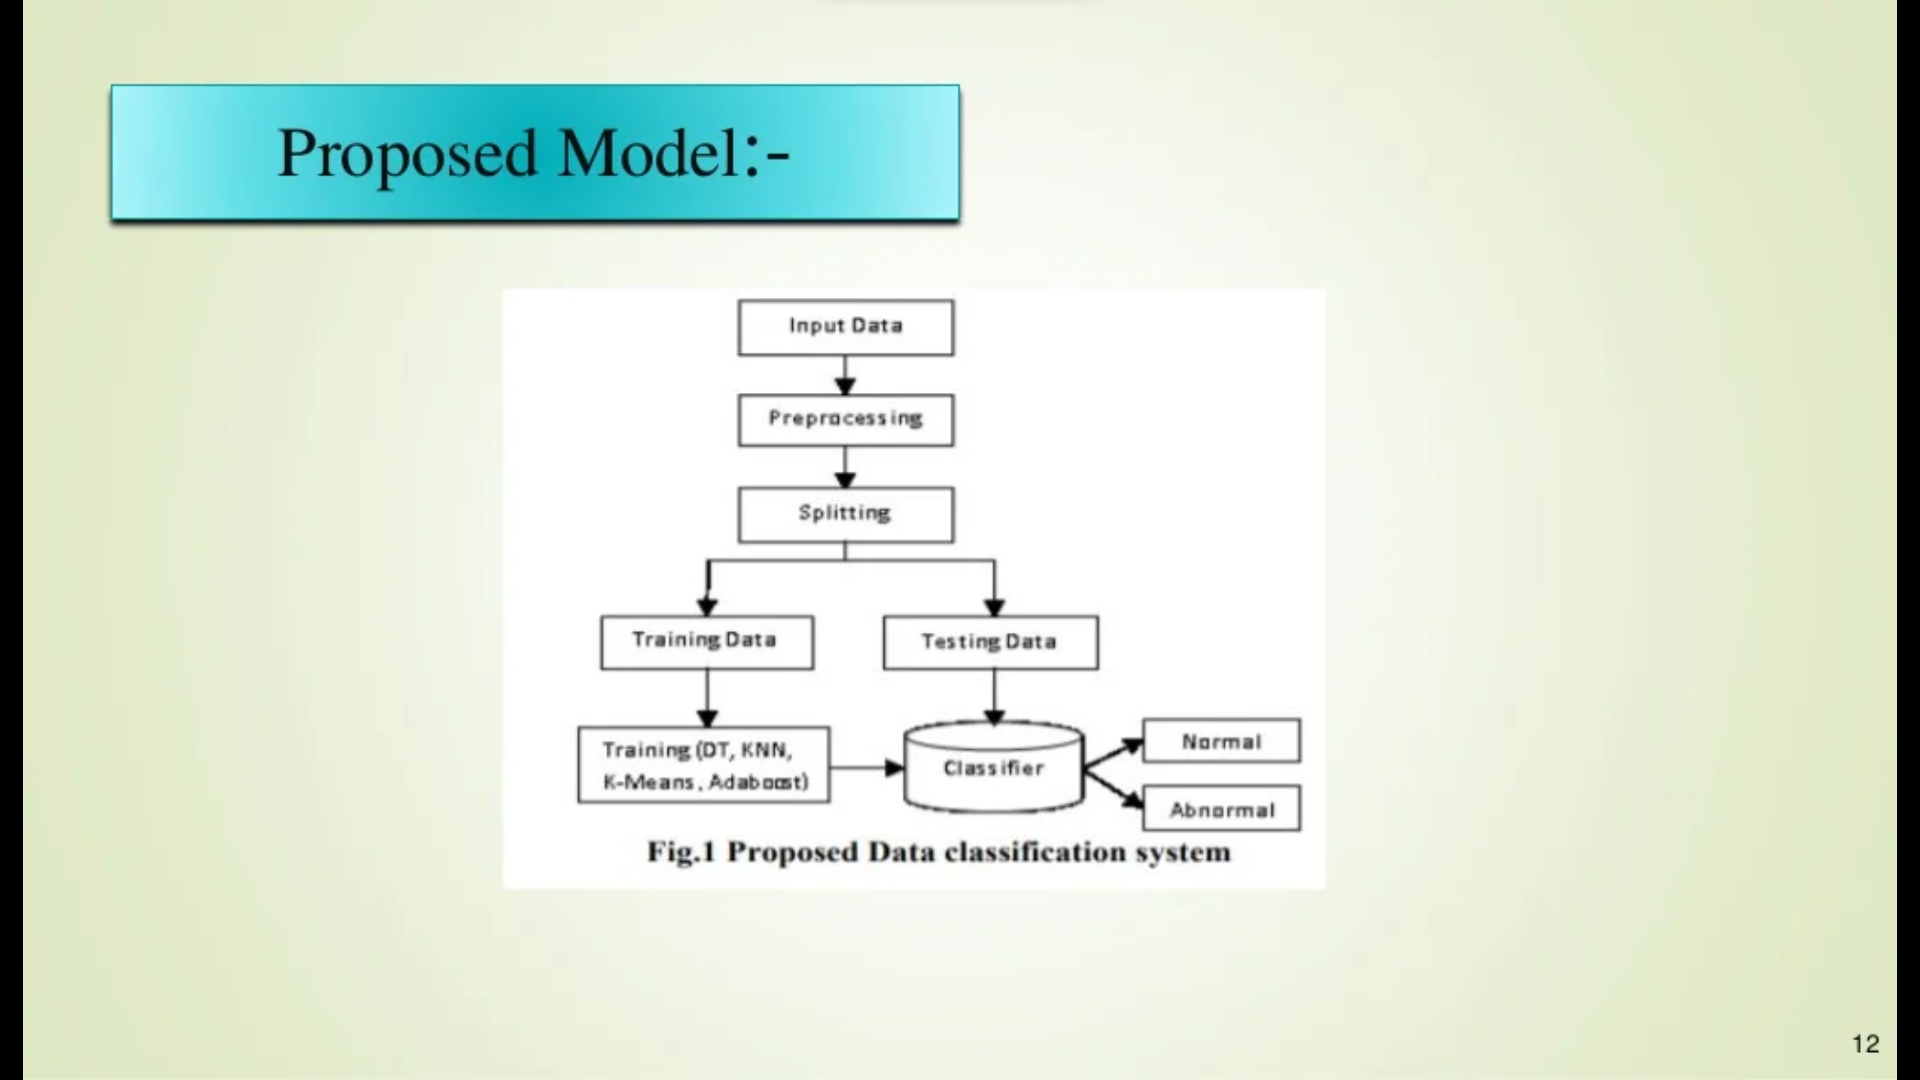 Proposed Model:-
Input Data
Preprocessing
Splitting
Training Data
Testing Data
Training (DT, KNN,
K-Means, Adaboost)
Classifier
Normal
Abnormal
Fig.1 Proposed Data classification system
12